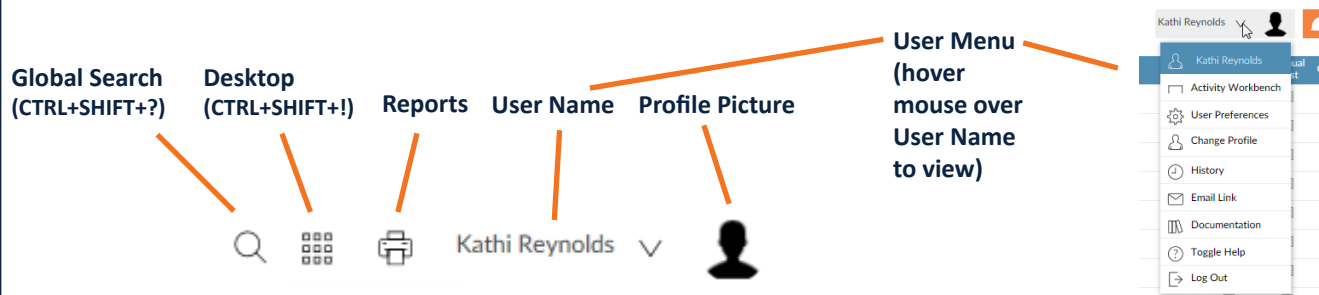 Global Search
(CTRL+SHIFT+?)
Desktop
(CTRL+SHIFT+!)
Reports
User Name
Profile Picture
User Menu
(hover
mouse over
User Name
to view)
Kathi Reynolds
Kathi Reynolds
Kathi Reynolds
Activity Workbench
User Preferences
Change Profile
History
Email Link
Documentation
Toggle Help
Log Out